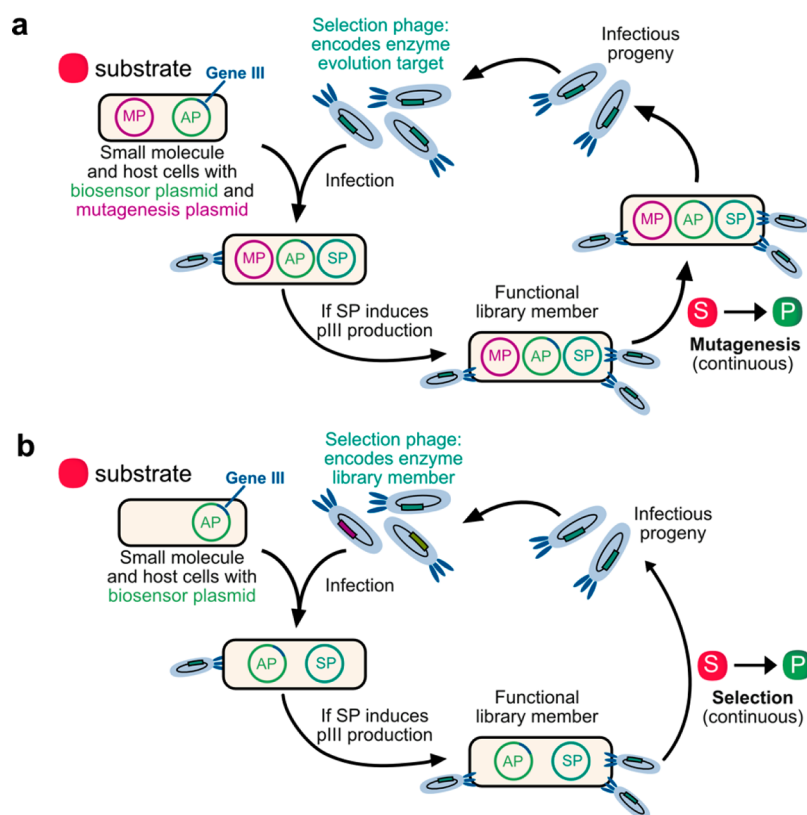 a
substrate
Gene III
MP
AP
Small molecule
and host cells with
biosensor plasmid and
mutagenesis plasmid
Selection phage:
encodes enzyme
evolution target
Infectious
progeny
Infection
MP
AP
SP
If SP induces
pIII production
Functional
library member
MP
AP
SP
MP
AP
SP
S
P
Mutagenesis
(continuous)
b
substrate
Gene III
AP
Small molecule
and host cells with
biosensor plasmid
Selection phage:
encodes enzyme
library member
Infectious
progeny
Infection
AP
SP
If SP induces
pIII production
Functional
library member
AP
SP
S
P
Selection
(continuous)